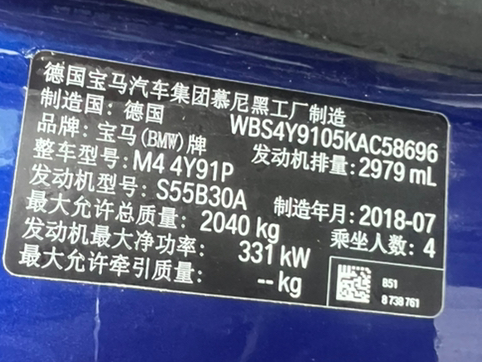 德国宝马汽车集团慕尼黑工厂制造
制造国：德国 WBS4Y9105KAC58696
品牌：宝马(BMW)牌 发动机排量：2979 mL
整车型号：M4 4Y91P
发动机型号：S55B30A 制造年月：2018-07
最大允许总质量：2040 kg 乘坐人数：4
发动机最大净功率：331 kW
最大允许牵引质量：-- kg
B51
8 738 761